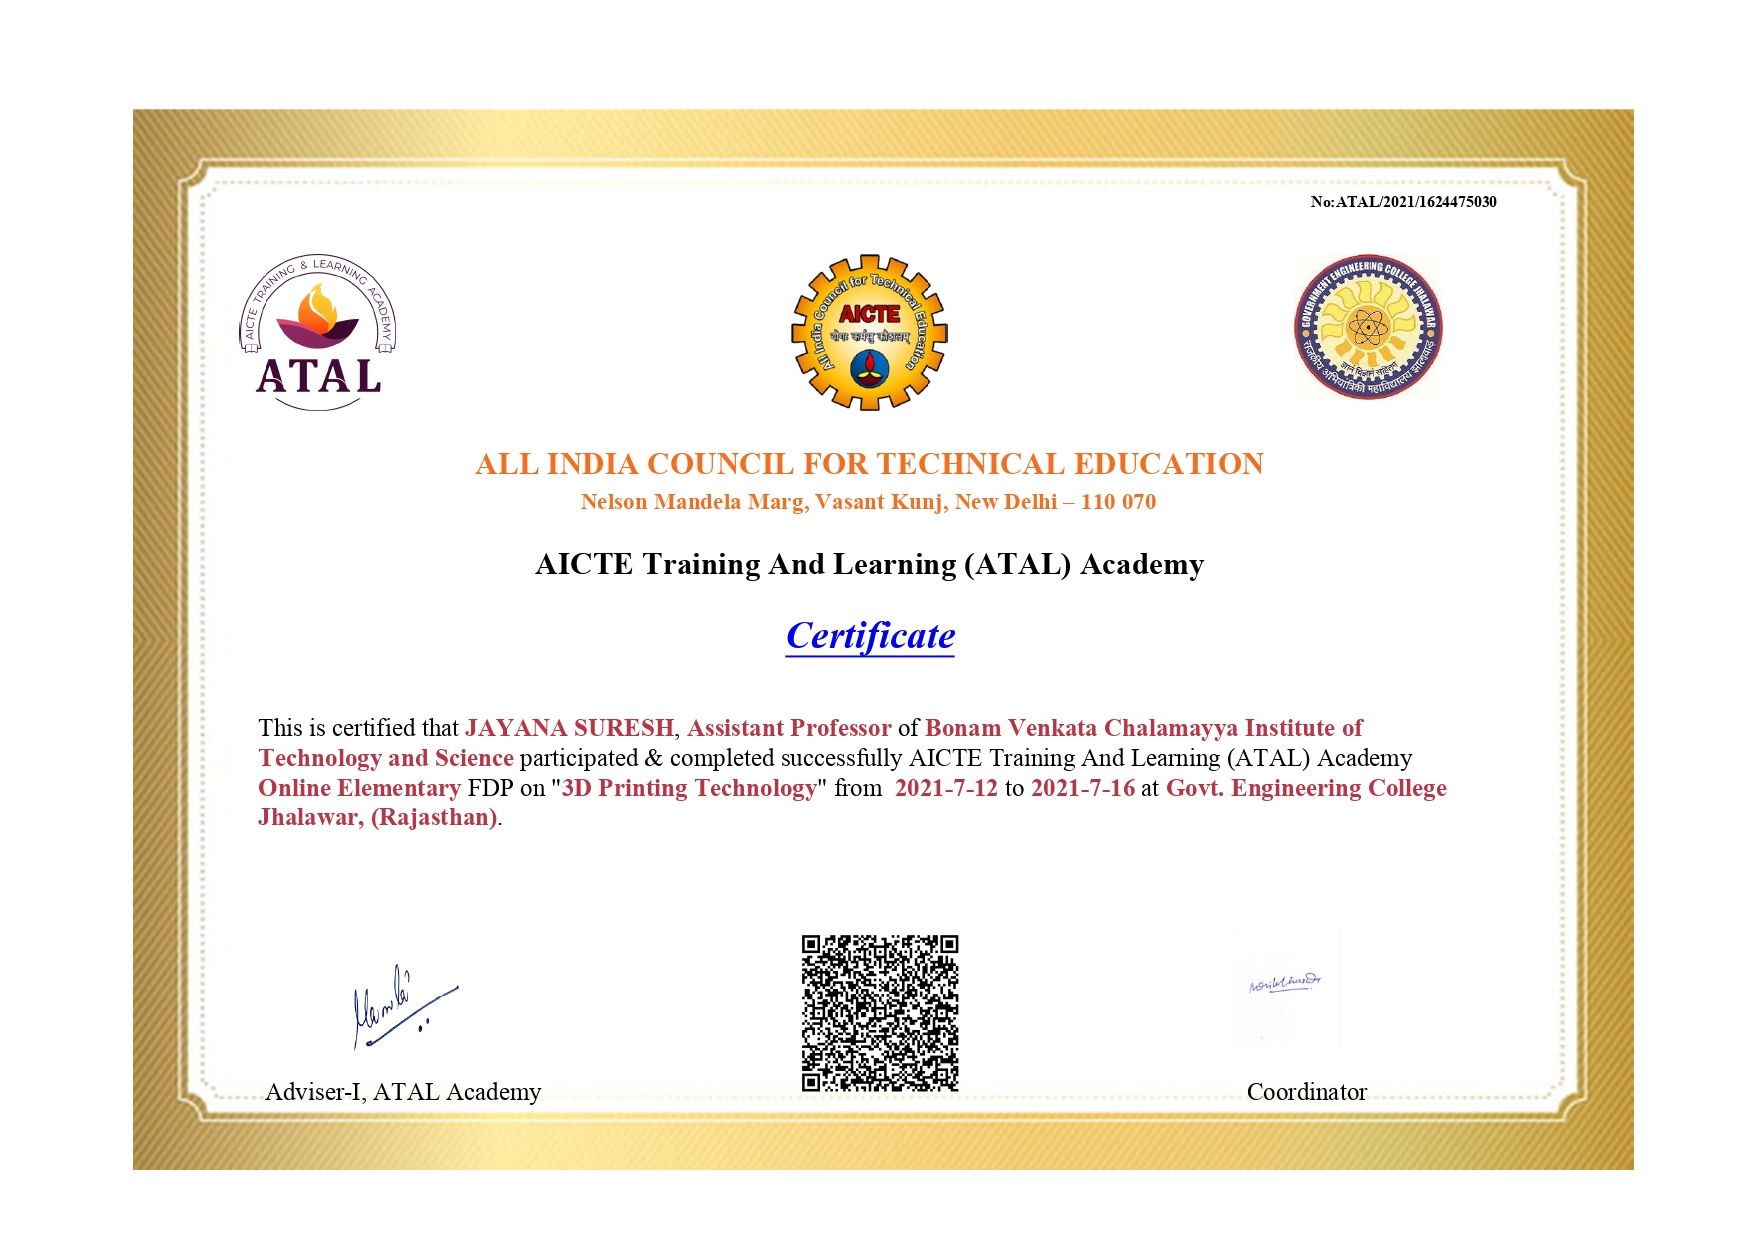 No:ATAL/2021/1624475030
AICTE TRAINING & LEARNING ACADEMY
ATAL
All India Council for Technical Education
AICTE
योगः कर्मसु कौशलम्
GOVERNMENT ENGINEERING COLLEGE JHALAWAR
राजकीय अभियांत्रिकी महाविद्यालय झालावाड़
ALL INDIA COUNCIL FOR TECHNICAL EDUCATION
Nelson Mandela Marg, Vasant Kunj, New Delhi – 110 070
AICTE Training And Learning (ATAL) Academy
Certificate
This is certified that JAYANA SURESH, Assistant Professor of Bonam Venkata Chalamayya Institute of
Technology and Science participated & completed successfully AICTE Training And Learning (ATAL) Academy
Online Elementary FDP on "3D Printing Technology" from 2021-7-12 to 2021-7-16 at Govt. Engineering College
Jhalawar, (Rajasthan).
Adviser-I, ATAL Academy
Coordinator